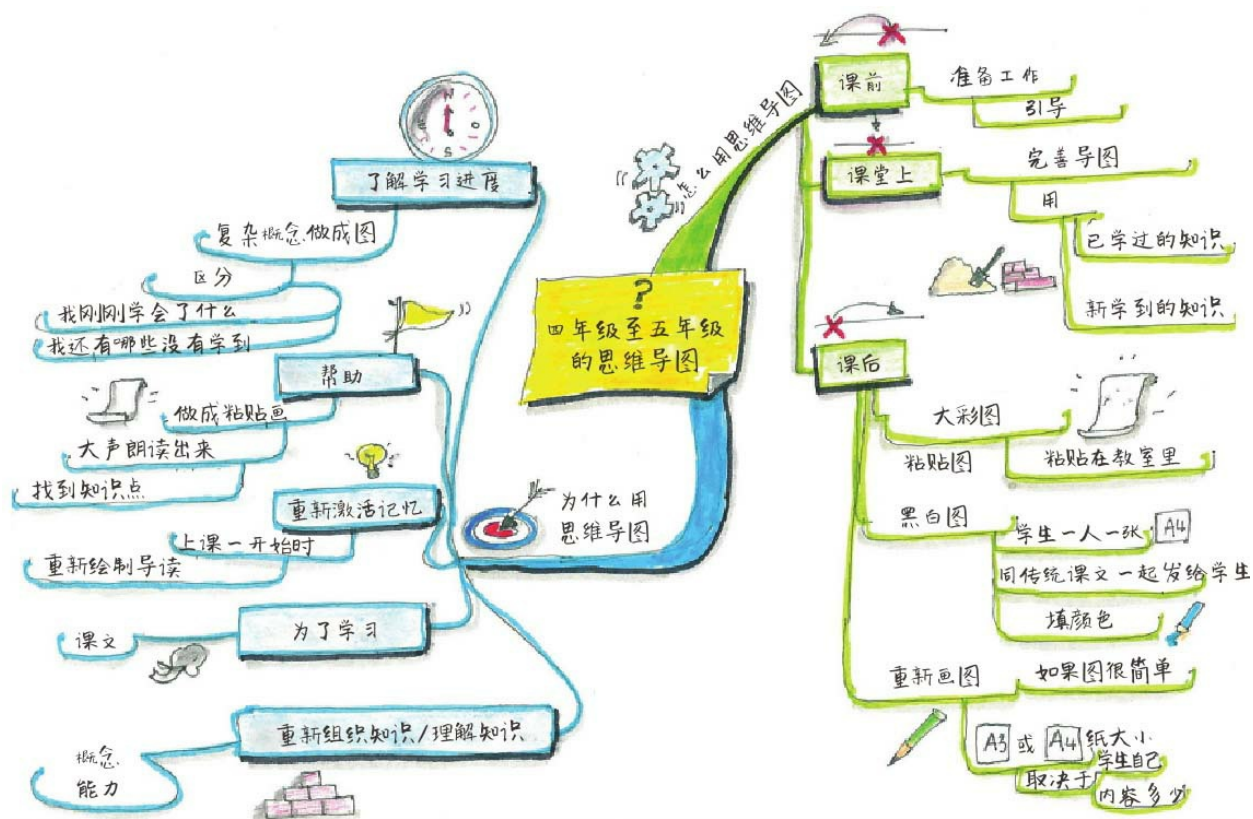 ?
四年级至五年级
的思维导图
怎么用思维导图
课前
准备工作
引导
课堂上
完善导图
用
已学过的知识
新学到的知识
课后
大彩图
粘贴图
粘贴在教室里
黑白图
学生一人一张 A4
同传统课文一起发给学生
填颜色
重新画图
如果图很简单
A3 或 A4 纸大小
取决于
学生自己
内容多少
为什么用
思维导图
了解学习进度
复杂概念做成图
区分
我刚刚学会了什么
我还有哪些没有学到
帮助
做成粘贴画
大声朗读出来
找到知识点
重新激活记忆
上课一开始时
重新绘制导读
为了学习
课文
重新组织知识/理解知识
概念
能力